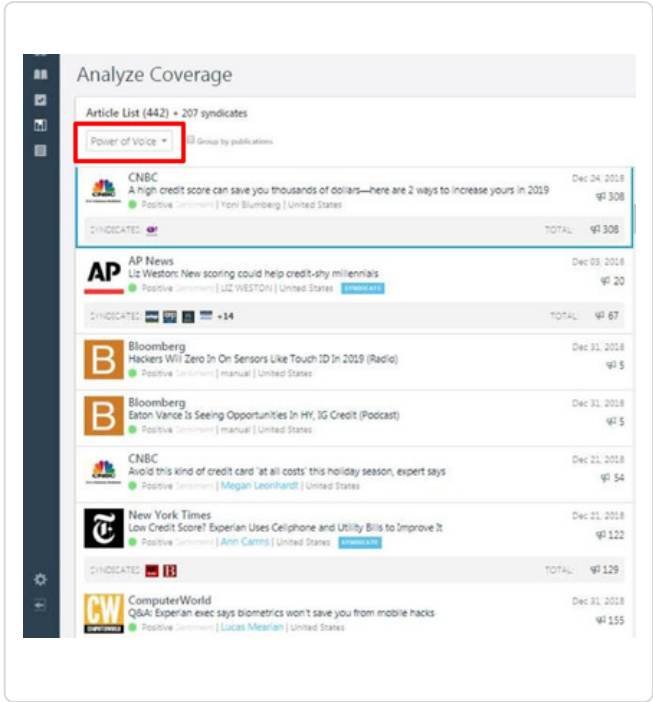 Analyze Coverage
Article List (442) + 207 syndicates
Power of Voice
Group by publications
CNBC
Dec 24, 2018
A high credit score can save you thousands of dollars—here are 2 ways to increase yours in 2019
308
Positive Sentiment | Yoni Blumberg | United States
SYNDICATES
TOTAL: 308
AP
AP News
Dec 03, 2018
Liz Weston: New scoring could help credit-shy millennials
20
Positive Sentiment | LIZ WESTON | United States SYNDICATE
SYNDICATES +14
TOTAL: 67
B
Bloomberg
Dec 31, 2018
Hackers Will Zero In On Sensors Like Touch ID In 2019 (Radio)
5
Positive Sentiment | manual | United States
B
Bloomberg
Dec 31, 2018
Eaton Vance Is Seeing Opportunities In HY, IG Credit (Podcast)
5
Positive Sentiment | manual | United States
CNBC
Dec 21, 2018
Avoid this kind of credit card 'at all costs' this holiday season, expert says
54
Positive Sentiment | Megan Leonhardt | United States
New York Times
Dec 21, 2018
Low Credit Score? Experian Uses Cellphone and Utility Bills to Improve It
122
Positive Sentiment | Ann Carrns | United States SYNDICATE
SYNDICATES B
TOTAL: 129
CW
COMPUTERWORLD
ComputerWorld
Dec 31, 2018
Q&A: Experian exec says biometrics won't save you from mobile hacks
155
Positive Sentiment | Lucas Mearian | United States